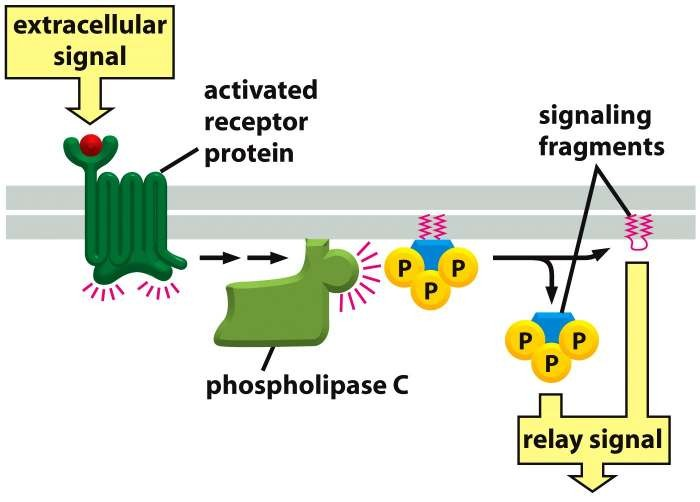 extracellular
signal
activated
receptor
protein
signaling
fragments
P P
P
P P
P
phospholipase C
relay signal